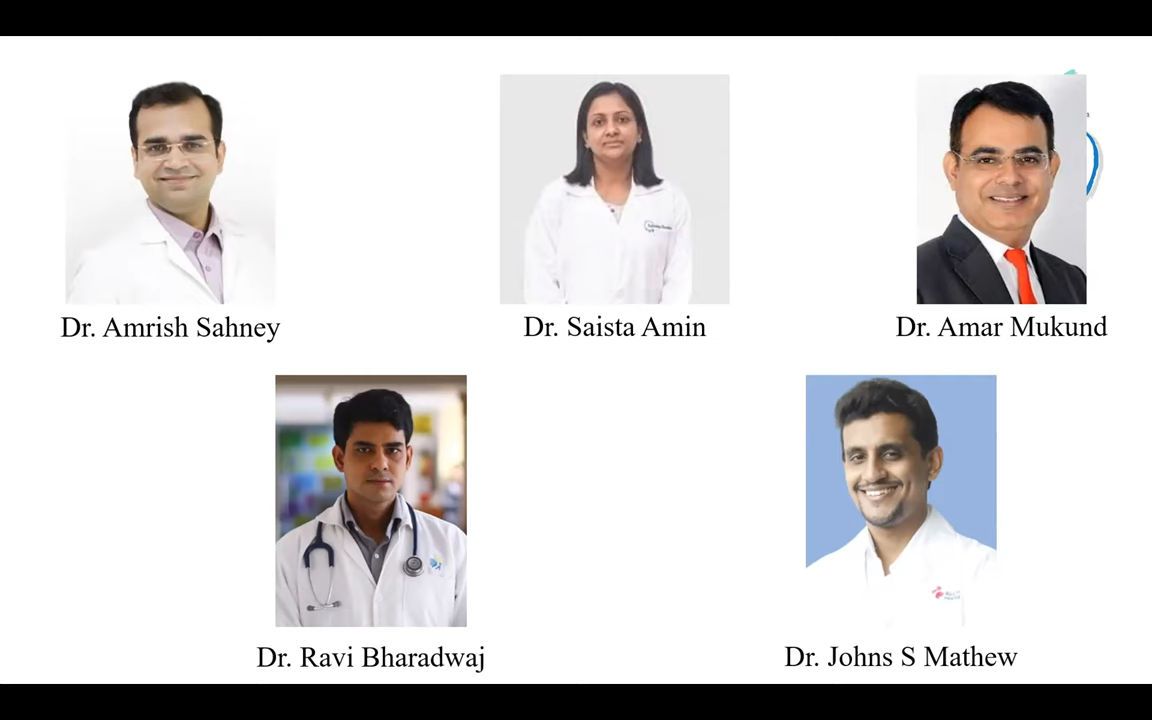 Dr. Amrish Sahney
Dr. Saista Amin
Dr. Amar Mukund
Dr. Ravi Bharadwaj
Dr. Johns S Mathew